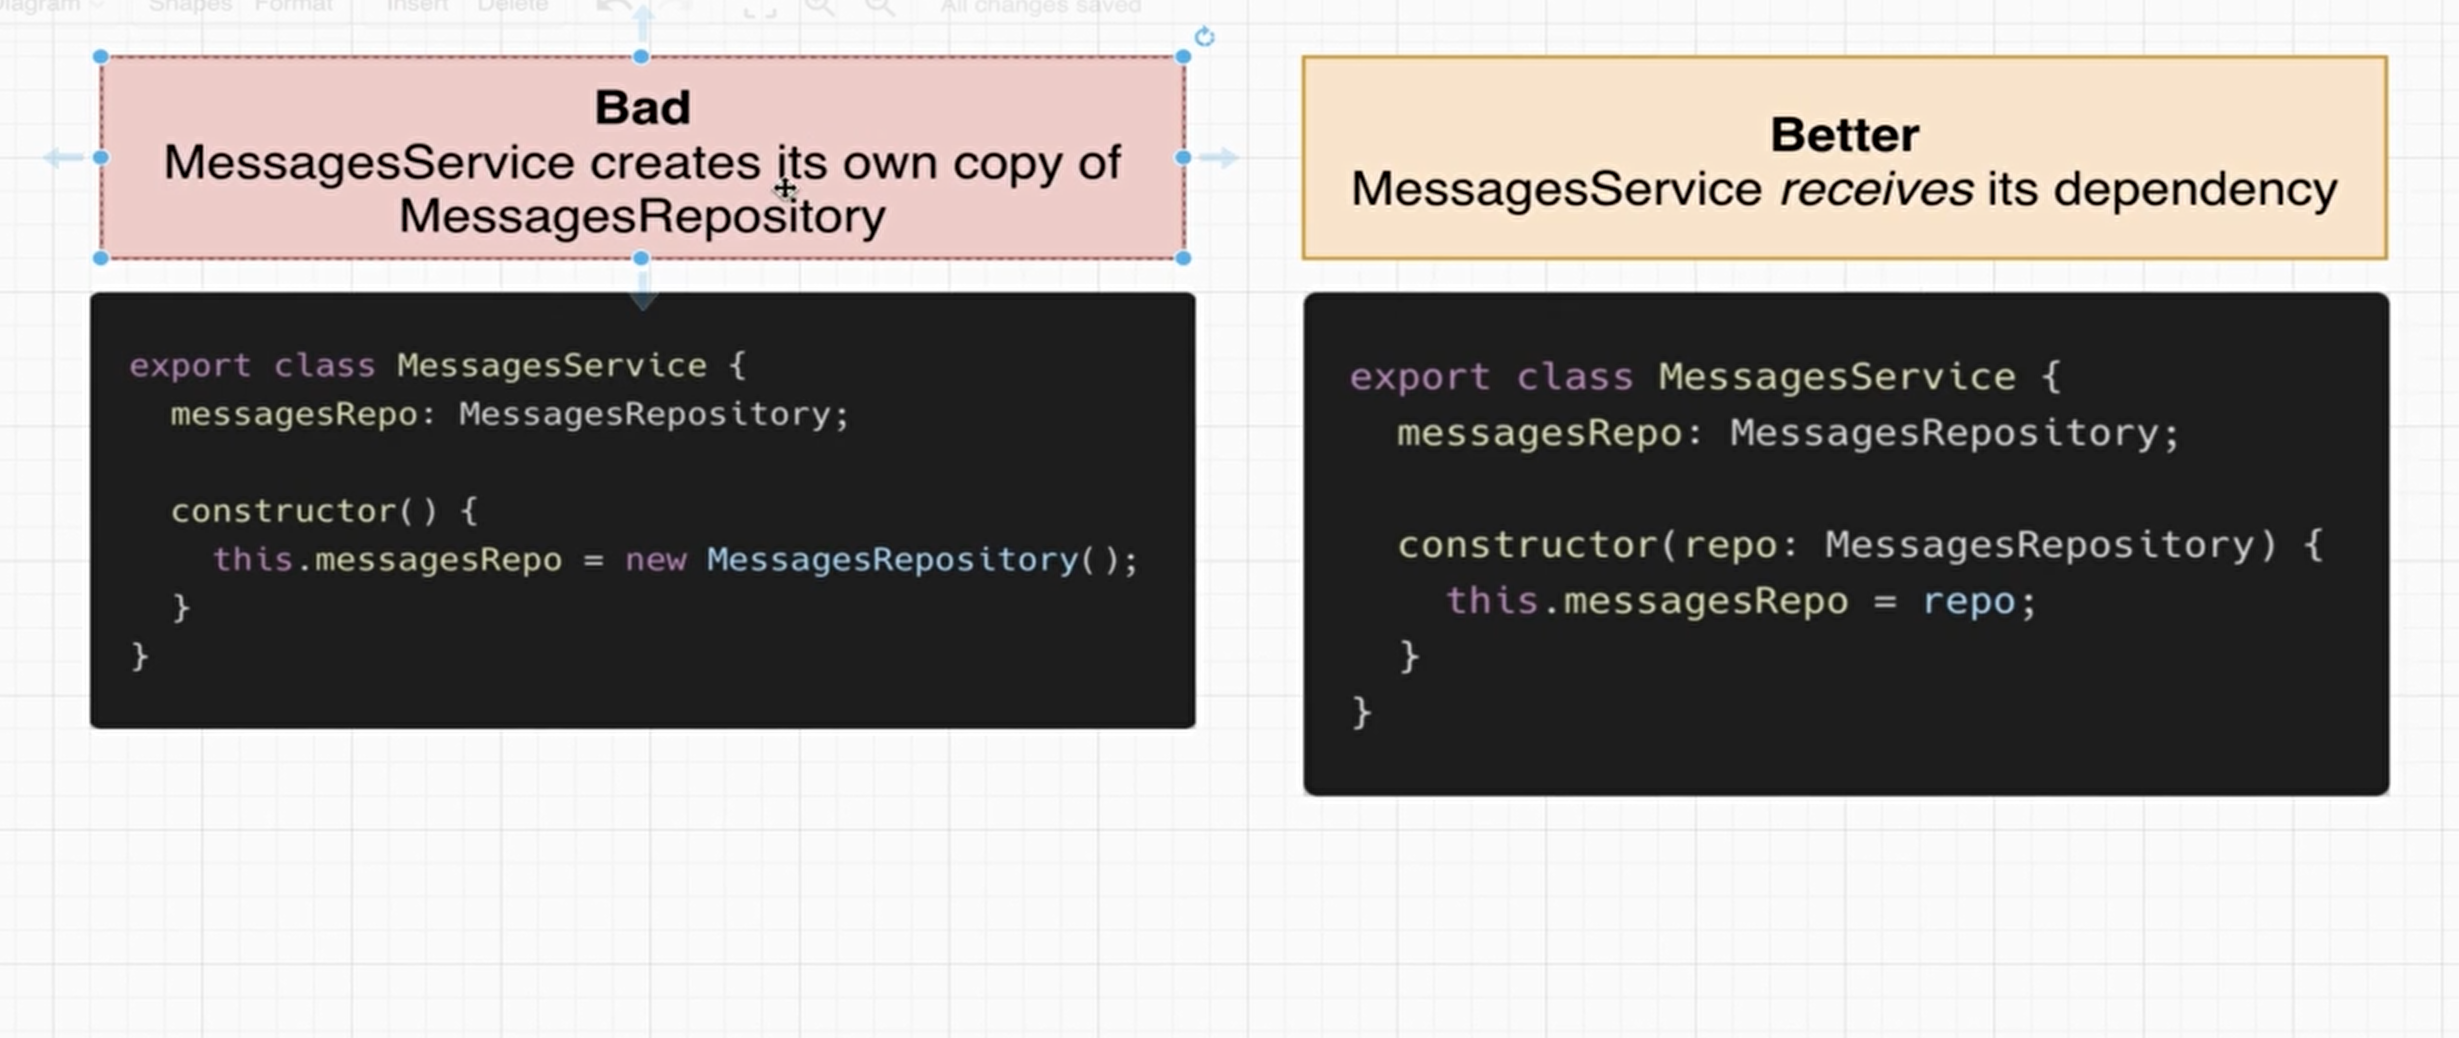 Diagram Shapes Format Insert Delete All changes saved
Bad
MessagesService creates its own copy of
MessagesRepository
export class MessagesService {
  messagesRepo: MessagesRepository;
  constructor() {
    this.messagesRepo = new MessagesRepository();
  }
}
Better
MessagesService receives its dependency
export class MessagesService {
  messagesRepo: MessagesRepository;
  constructor(repo: MessagesRepository) {
    this.messagesRepo = repo;
  }
}